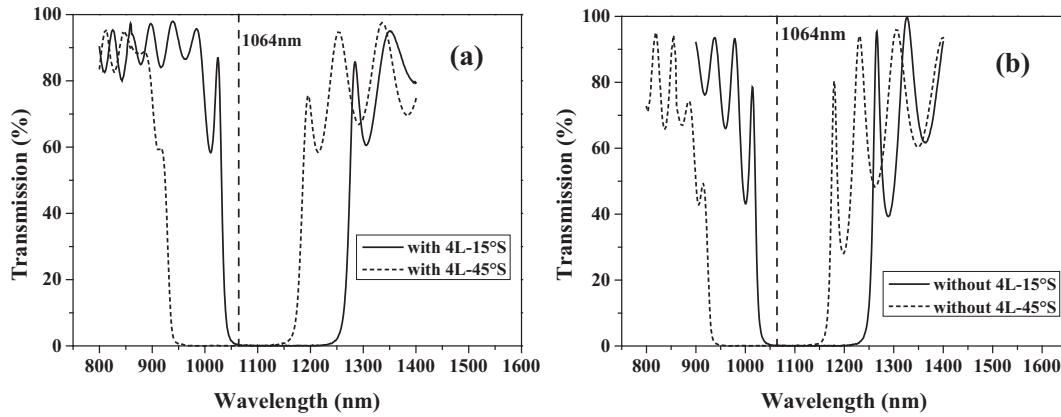 100
80
60
40
20
0
Transmission (%)
1064nm
(a)
with 4L-15°S
with 4L-45°S
800 900 1000 1100 1200 1300 1400 1500 1600
Wavelength (nm)
100
80
60
40
20
0
Transmission (%)
1064nm
(b)
without 4L-15°S
without 4L-45°S
800 900 1000 1100 1200 1300 1400 1500 1600
Wavelength (nm)